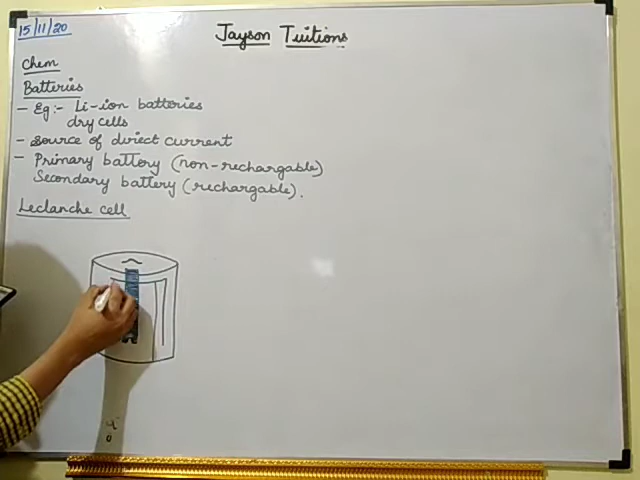 15/11/20
Jayson Tuitions
Chem
Batteries
- Eg:- Li-ion batteries
dry cells
- source of direct current
- Primary battery (non-rechargable)
Secondary battery (rechargable).
Leclanche cell